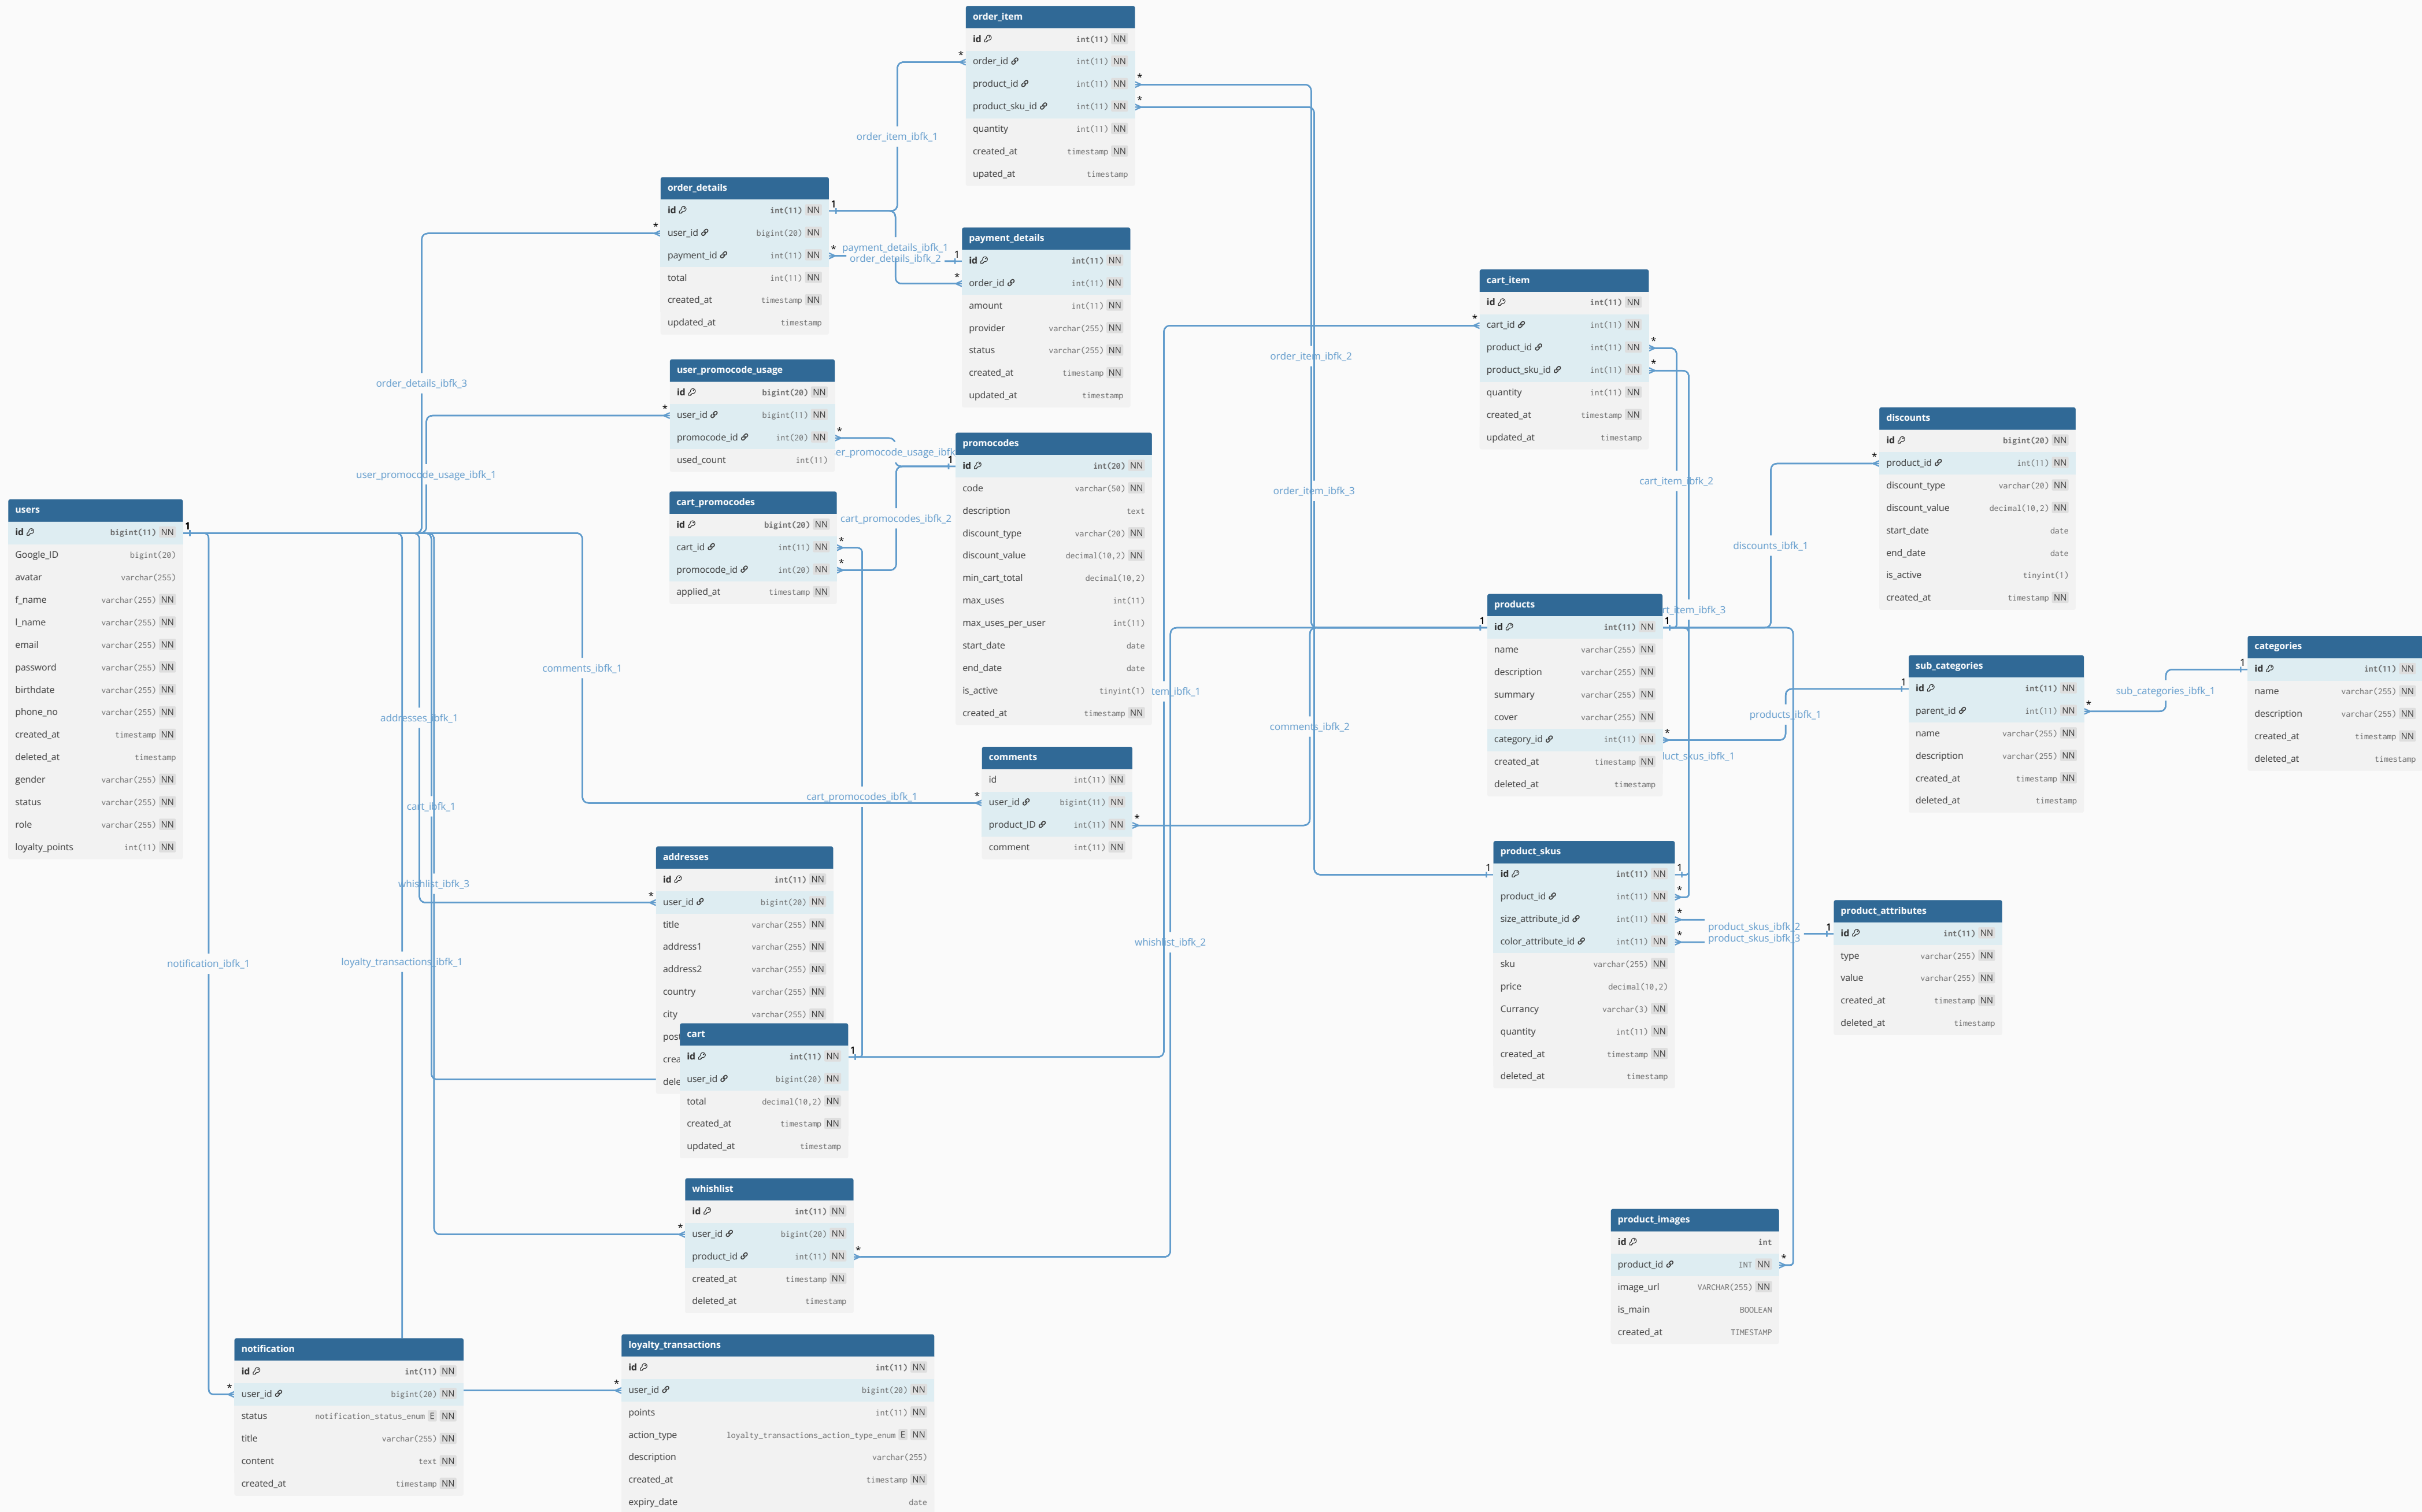 order_item
id int(11) NN
order_id int(11) NN
product_id int(11) NN
product_sku_id int(11) NN
quantity int(11) NN
created_at timestamp NN
upated_at timestamp
order_item_ibfk_1
order_details
id int(11) NN
user_id bigint(20) NN
payment_id int(11) NN
total int(11) NN
created_at timestamp NN
updated_at timestamp
payment_details_ibfk_1
order_details_ibfk_2
payment_details
id int(11) NN
order_id int(11) NN
amount int(11) NN
provider varchar(255) NN
status varchar(255) NN
created_at timestamp NN
updated_at timestamp
order_details_ibfk_3
order_item_ibfk_2
order_item_ibfk_3
cart_item
id int(11) NN
cart_id int(11) NN
product_id int(11) NN
product_sku_id int(11) NN
quantity int(11) NN
created_at timestamp NN
updated_at timestamp
cart_item_ibfk_2
user_promocode_usage
id bigint(20) NN
user_id bigint(11) NN
promocode_id int(20) NN
used_count int(11)
er_promocode_usage_ibfk
user_promocode_usage_ibfk_1
promocodes
id int(20) NN
code varchar(50) NN
description text
discount_type varchar(20) NN
discount_value decimal(10,2) NN
min_cart_total decimal(10,2)
max_uses int(11)
max_uses_per_user int(11)
start_date date
end_date date
is_active tinyint(1)
created_at timestamp NN
cart_promocodes
id bigint(20) NN
cart_id int(11) NN
promocode_id int(20) NN
applied_at timestamp NN
cart_promocodes_ibfk_2
discounts
id bigint(20) NN
product_id int(11) NN
discount_type varchar(20) NN
discount_value decimal(10,2) NN
start_date date
end_date date
is_active tinyint(1)
created_at timestamp NN
discounts_ibfk_1
users
id bigint(11) NN
Google_ID bigint(20)
avatar varchar(255)
f_name varchar(255) NN
l_name varchar(255) NN
email varchar(255) NN
password varchar(255) NN
birthdate varchar(255) NN
phone_no varchar(255) NN
created_at timestamp NN
deleted_at timestamp
gender varchar(255) NN
status varchar(255) NN
role varchar(255) NN
loyalty_points int(11) NN
comments_ibfk_1
addresses_ibfk_1
cart_ibfk_1
whishlist_ibfk_3
notification_ibfk_1
loyalty_transactions_ibfk_1
tem_ibfk_1
comments_ibfk_2
rt_item_ibfk_3
products
id int(11) NN
name varchar(255) NN
description varchar(255) NN
summary varchar(255) NN
cover varchar(255) NN
category_id int(11) NN
created_at timestamp NN
deleted_at timestamp
products_ibfk_1
luct_skus_ibfk_1
sub_categories
id int(11) NN
parent_id int(11) NN
name varchar(255) NN
description varchar(255) NN
created_at timestamp NN
deleted_at timestamp
sub_categories_ibfk_1
categories
id int(11) NN
name varchar(255) NN
description varchar(255) NN
created_at timestamp NN
deleted_at timestamp
comments
id int(11) NN
user_id bigint(11) NN
product_ID int(11) NN
comment int(11) NN
cart_promocodes_ibfk_1
addresses
id int(11) NN
user_id bigint(20) NN
title varchar(255) NN
address1 varchar(255) NN
address2 varchar(255) NN
country varchar(255) NN
city varchar(255) NN
pos
crea
dele
cart
id int(11) NN
user_id bigint(20) NN
total decimal(10,2) NN
created_at timestamp NN
updated_at timestamp
whishlist_ibfk_2
product_skus
id int(11) NN
product_id int(11) NN
size_attribute_id int(11) NN
color_attribute_id int(11) NN
sku varchar(255) NN
price decimal(10,2)
Currancy varchar(3) NN
quantity int(11) NN
created_at timestamp NN
deleted_at timestamp
product_skus_ibfk_2
product_skus_ibfk_3
product_attributes
id int(11) NN
type varchar(255) NN
value varchar(255) NN
created_at timestamp NN
deleted_at timestamp
whishlist
id int(11) NN
user_id bigint(20) NN
product_id int(11) NN
created_at timestamp NN
deleted_at timestamp
product_images
id int
product_id INT NN
image_url VARCHAR(255) NN
is_main BOOLEAN
created_at TIMESTAMP
notification
id int(11) NN
user_id bigint(20) NN
status notification_status_enum E NN
title varchar(255) NN
content text NN
created_at timestamp NN
loyalty_transactions
id int(11) NN
user_id bigint(20) NN
points int(11) NN
action_type loyalty_transactions_action_type_enum E NN
description varchar(255)
created_at timestamp NN
expiry_date date